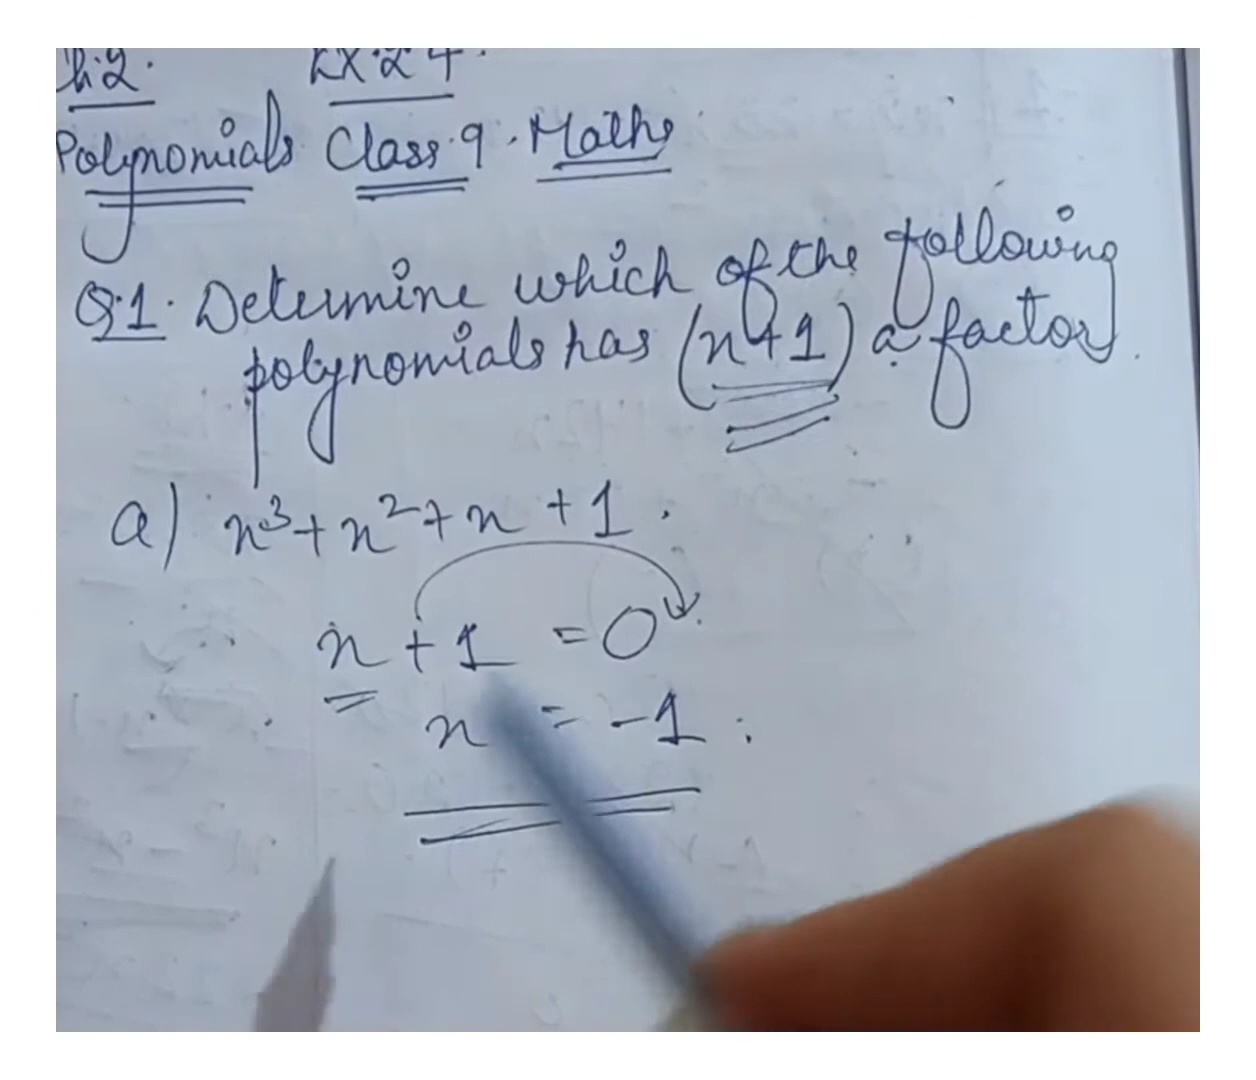 Ch.2. Ex.2.4.
Polynomials Class 9. Maths
Q.1. Determine which of the following
polynomials has (x+1) a factor.
a) x³+x²+x+1.
x+1=0
x=-1